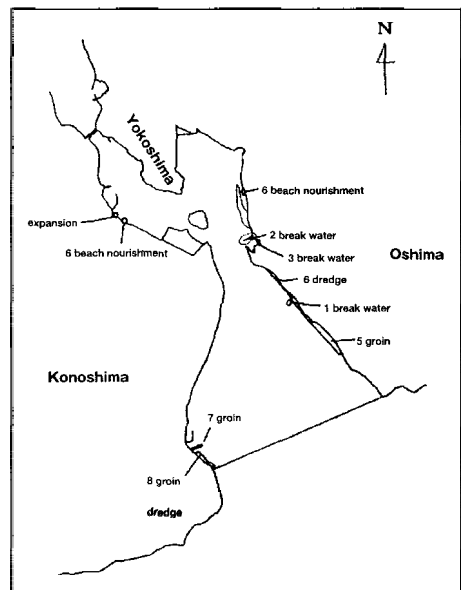 N
Yokoshima
6 beach nourishment
expansion
2 break water
6 beach nourishment
3 break water
Oshima
6 dredge
1 break water
5 groin
Konoshima
7 groin
8 groin
dredge